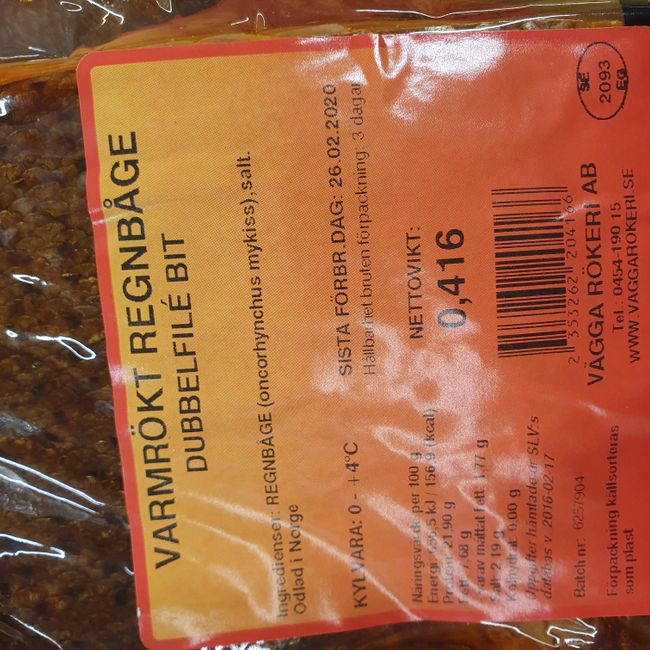 VARMRÖKT REGNBÅGE
DUBBELFILÉ BIT
Ingredienser: REGNBÅGE (oncorhynchus mykiss),salt.
Odlad i Norge
KYLVARA: 0 - +4°C
SISTA FÖRBR.DAG: 26.02.2020
Hållbarhet bruten förpackning: 3 dagar
Näringsvärde per 100 g
Energi: 656,5 kJ / 156,9 (kcal)
Protein: 21.90 g
Fett: 7,68 g
varav mättat fett 1,77 g
Salt: 2,19 g
Kolhydrat: 0.00 g
Uppgifter hämtade ur SLV:s
databas v. 2016-02-17
NETTOVIKT:
0,416
Batchnr.: 6257904
Förpackning källsorteras
som plast
2 353262 204166
VÄGGA RÖKERI AB
Tel.: 0454-190 15
WWW.VAGGAROKERI.SE
SE
2093
EG